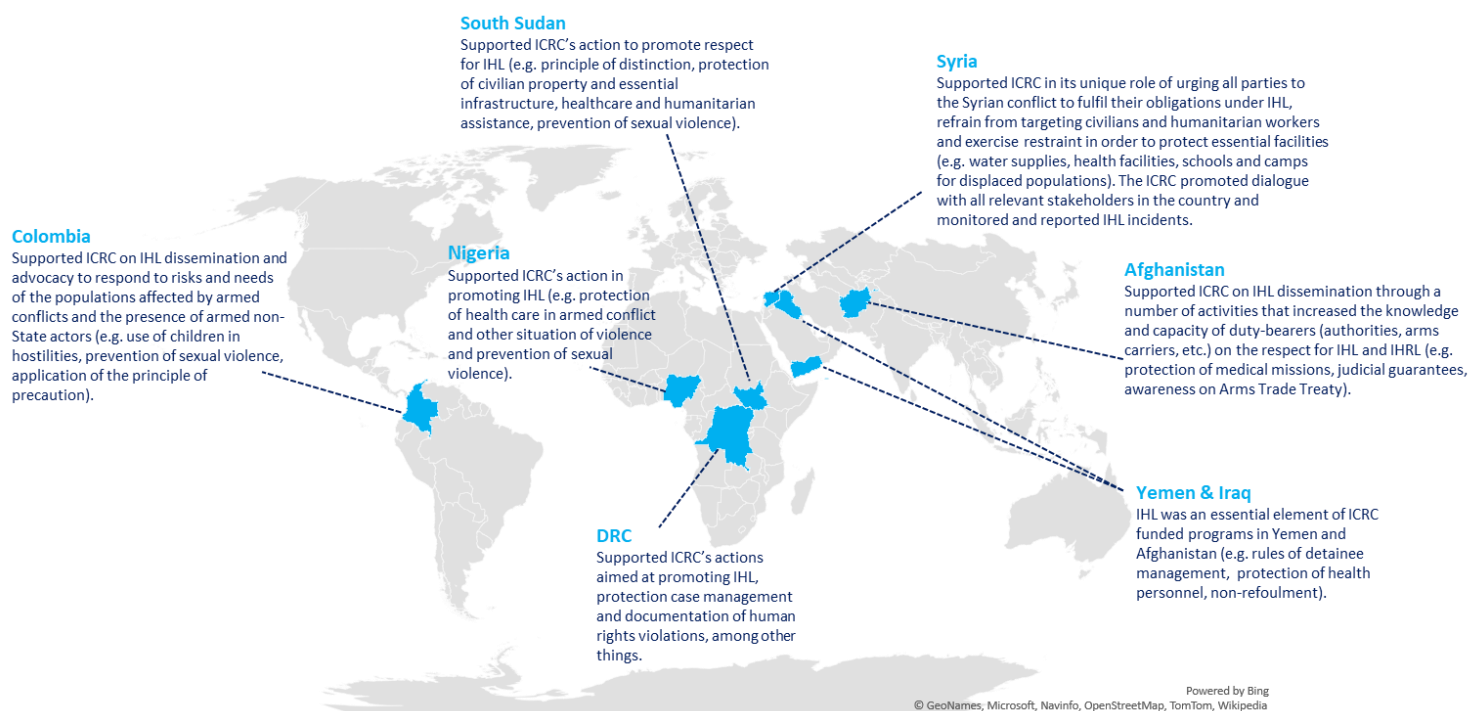 South Sudan
Supported ICRC's action to promote respect
for IHL (e.g. principle of distinction, protection
of civilian property and essential
infrastructure, healthcare and humanitarian
assistance, prevention of sexual violence).
Syria
Supported ICRC in its unique role of urging all parties to
the Syrian conflict to fulfil their obligations under IHL,
refrain from targeting civilians and humanitarian workers
and exercise restraint in order to protect essential facilities
(e.g. water supplies, health facilities, schools and camps
for displaced populations). The ICRC promoted dialogue
with all relevant stakeholders in the country and
monitored and reported IHL incidents.
Colombia
Supported ICRC on IHL dissemination and
advocacy to respond to risks and needs
of the populations affected by armed
conflicts and the presence of armed non-
State actors (e.g. use of children in
hostilities, prevention of sexual violence,
application of the principle of
precaution).
Nigeria
Supported ICRC's action in
promoting IHL (e.g. protection
of health care in armed conflict
and other situation of violence
and prevention of sexual
violence).
Afghanistan
Supported ICRC on IHL dissemination through a
number of activities that increased the knowledge
and capacity of duty-bearers (authorities, arms
carriers, etc.) on the respect for IHL and IHRL (e.g.
protection of medical missions, judicial guarantees,
awareness on Arms Trade Treaty).
Yemen & Iraq
IHL was an essential element of ICRC
funded programs in Yemen and
Afghanistan (e.g. rules of detainee
management, protection of health
personnel, non-refoulment).
DRC
Supported ICRC's actions
aimed at promoting IHL,
protection case management
and documentation of human
rights violations, among other
things.
Powered by Bing
© GeoNames, Microsoft, Navinfo, OpenStreetMap, TomTom, Wikipedia